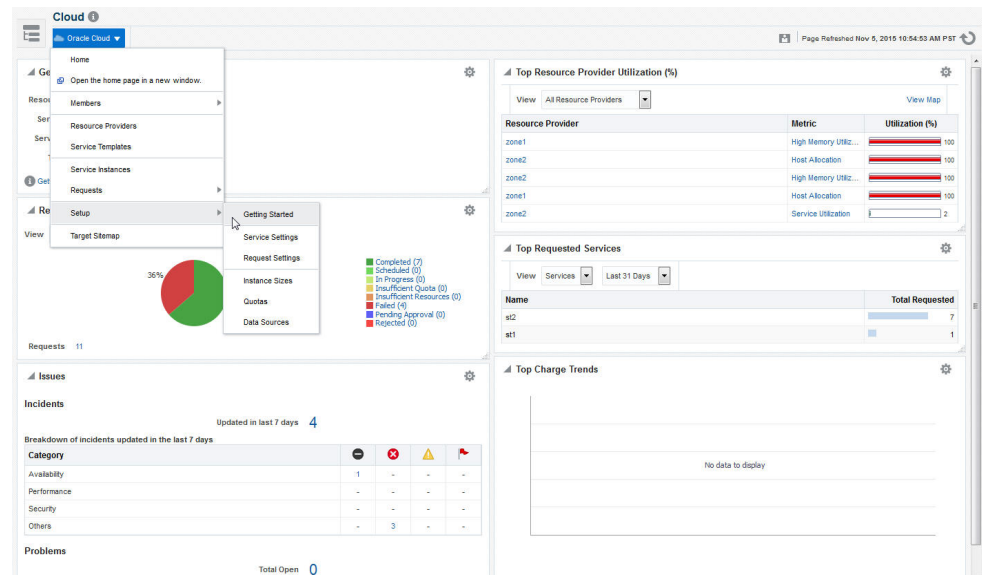 Cloud
Oracle Cloud
Page Refreshed Nov 5, 2015 10:54:53 AM PST
Home
Open the home page in a new window.
Members
Resource Providers
Service Templates
Service Instances
Requests
Setup
Target Sitemap
Getting Started
Service Settings
Request Settings
Instance Sizes
Quotas
Data Sources
Ge
Resou
Ser
Serv
Get
Re
View
36%
Completed (7)
Scheduled (0)
In Progress (0)
Insufficient Quota (0)
Insufficient Resources (0)
Failed (4)
Pending Approval (0)
Rejected (0)
Requests 11
Issues
Incidents
Updated in last 7 days 4
Breakdown of incidents updated in the last 7 days
Category
Availability 1 - - -
Performance - - - -
Security - - - -
Others - 3 - -
Problems
Total Open 0
Top Resource Provider Utilization (%)
View All Resource Providers View Map
Resource Provider Metric Utilization (%)
zone1 High Memory Utiliz... 100
zone2 Host Allocation 100
zone2 High Memory Utiliz... 100
zone1 Host Allocation 100
zone2 Service Utilization 2
Top Requested Services
View Services Last 31 Days
Name Total Requested
st2 7
st1 1
Top Charge Trends
No data to display